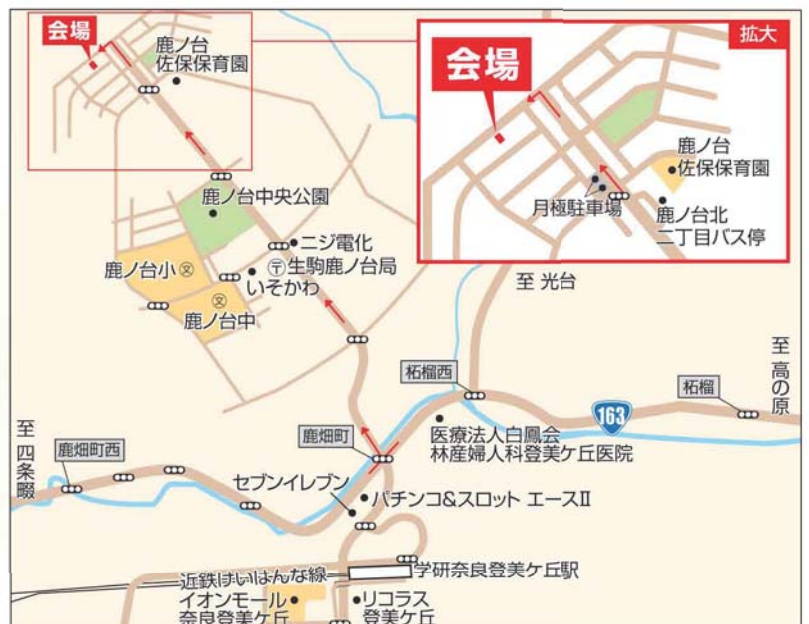 会場
鹿ノ台
佐保保育園
鹿ノ台中央公園
ニジ電化
〒生駒鹿ノ台局
いそかわ
鹿ノ台小 文
文
鹿ノ台中
拡大
会場
鹿ノ台
佐保保育園
月極駐車場
鹿ノ台北
二丁目バス停
至 光台
至 高の原
柘榴西
柘榴
163
医療法人白鳳会
林産婦人科登美ケ丘医院
鹿畑町
至 四条畷
鹿畑町西
セブンイレブン
パチンコ&スロット エースⅡ
学研奈良登美ケ丘駅
近鉄けいはんな線
イオンモール
奈良登美ケ丘
リコラス
登美ケ丘